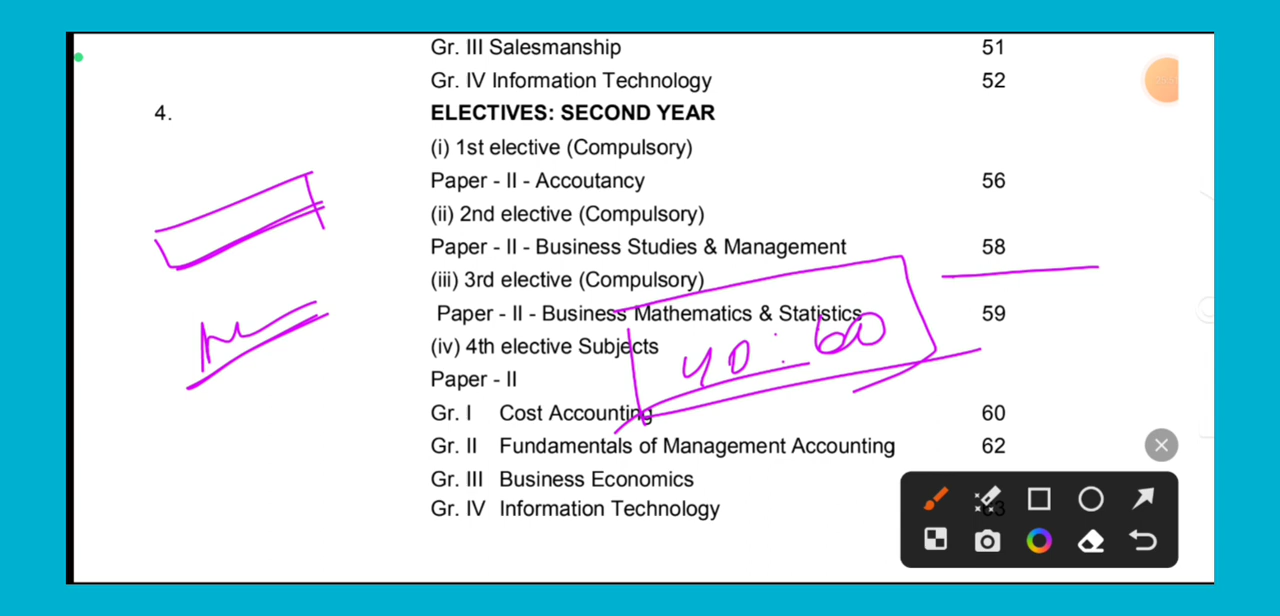 Gr. III Salesmanship 51
Gr. IV Information Technology 52
4. ELECTIVES: SECOND YEAR
(i) 1st elective (Compulsory)
Paper - II - Accoutancy 56
(ii) 2nd elective (Compulsory)
Paper - II - Business Studies & Management 58
(iii) 3rd elective (Compulsory)
Paper - II - Business Mathematics & Statistics 59
(iv) 4th elective Subjects
40 : 60
Paper - II
Gr. I Cost Accounting 60
Gr. II Fundamentals of Management Accounting 62
Gr. III Business Economics
Gr. IV Information Technology